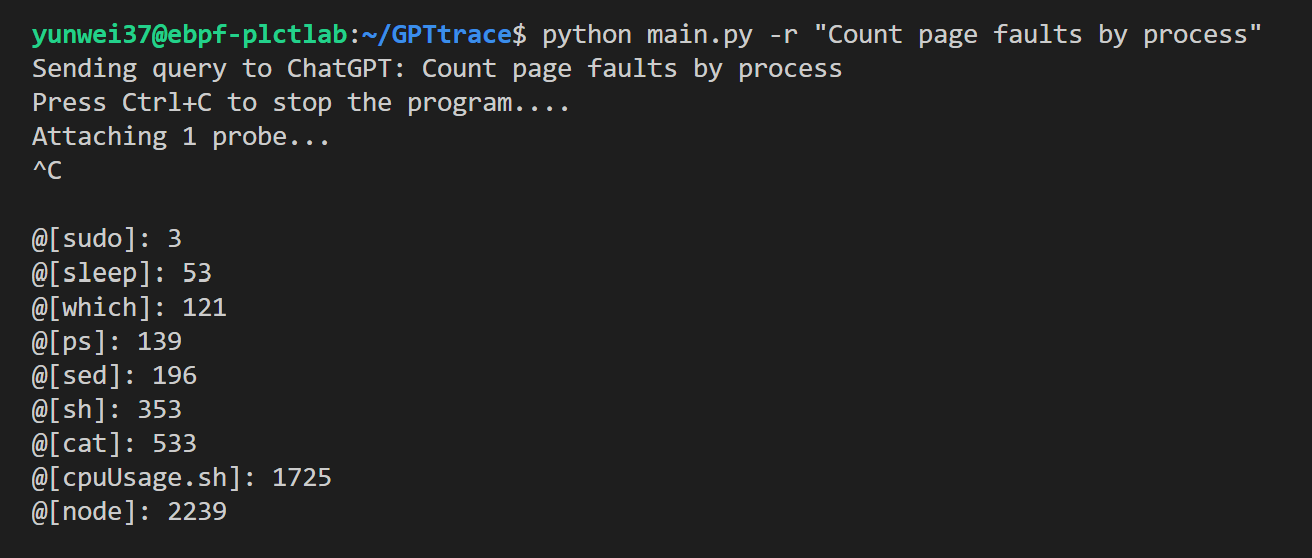 yunwei37@ebpf-plctlab:~/GPTtrace$ python main.py -r "Count page faults by process"
Sending query to ChatGPT: Count page faults by process
Press Ctrl+C to stop the program....
Attaching 1 probe...
^C

@[sudo]: 3
@[sleep]: 53
@[which]: 121
@[ps]: 139
@[sed]: 196
@[sh]: 353
@[cat]: 533
@[cpuUsage.sh]: 1725
@[node]: 2239